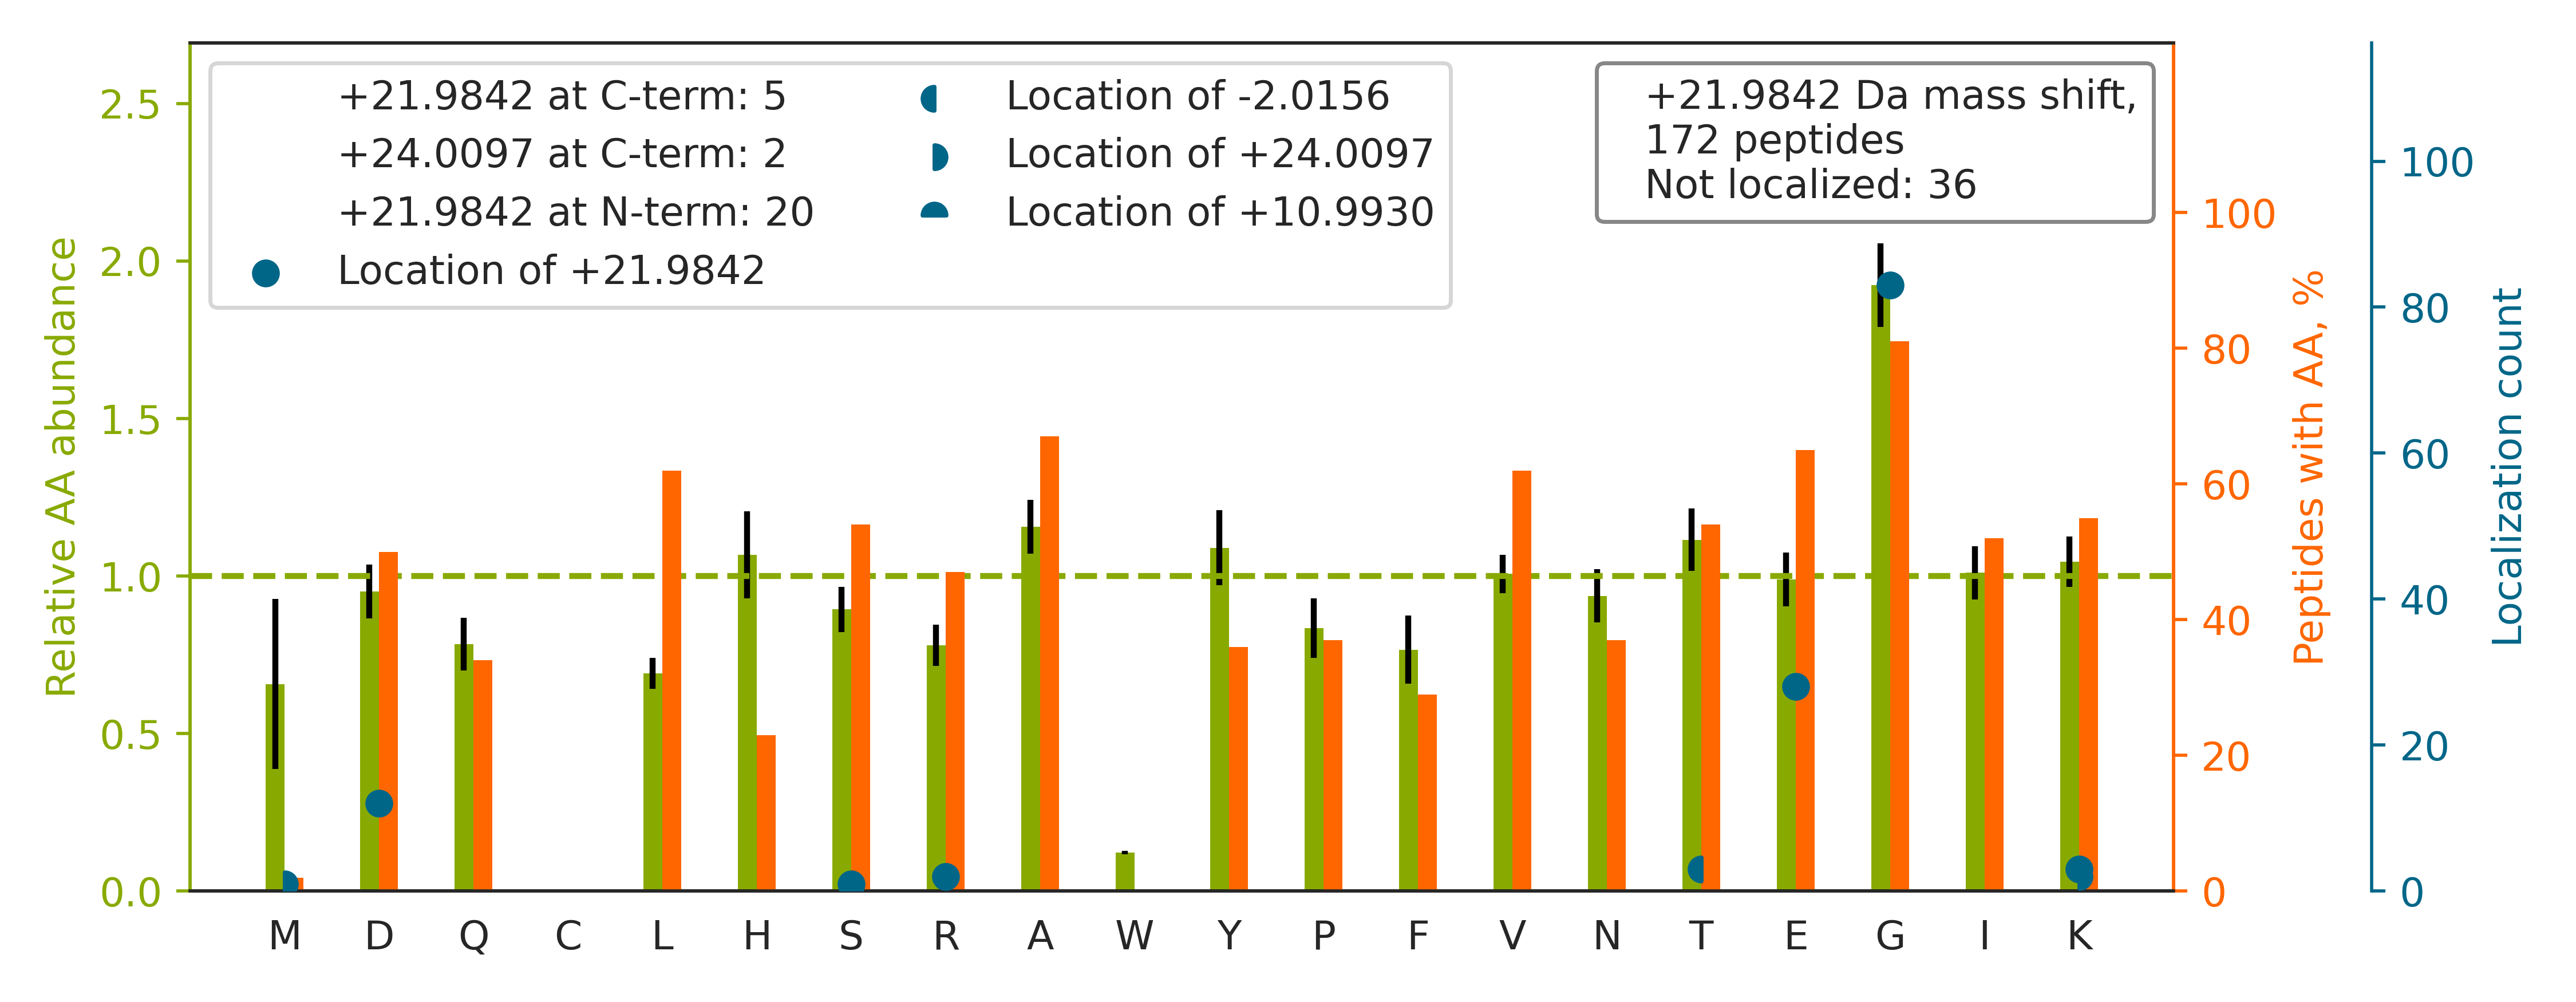 +21.9842 at C-term: 5
+24.0097 at C-term: 2
+21.9842 at N-term: 20
Location of +21.9842
Location of -2.0156
Location of +24.0097
Location of +10.9930
+21.9842 Da mass shift,
172 peptides
Not localized: 36
Relative AA abundance
2.5
2.0
1.5
1.0
0.5
0.0
M D Q C L H S R A W Y P F V N T E G I K
100
80
60
40
20
0
Peptides with AA, %
100
80
60
40
20
0
Localization count